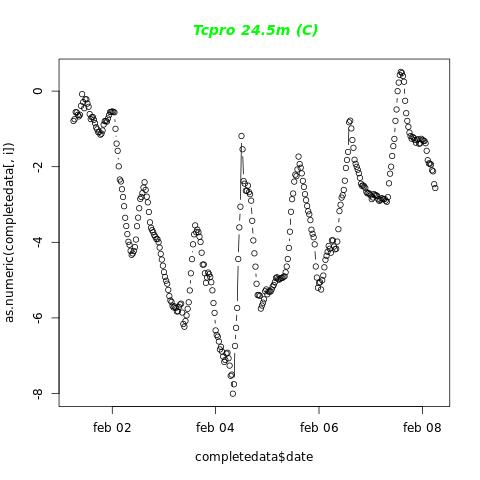 Tcpro 24.5m (C)
as.numeric(completedata[, i])
0
-2
-4
-6
-8
feb 02
feb 04
feb 06
feb 08
completedata$date